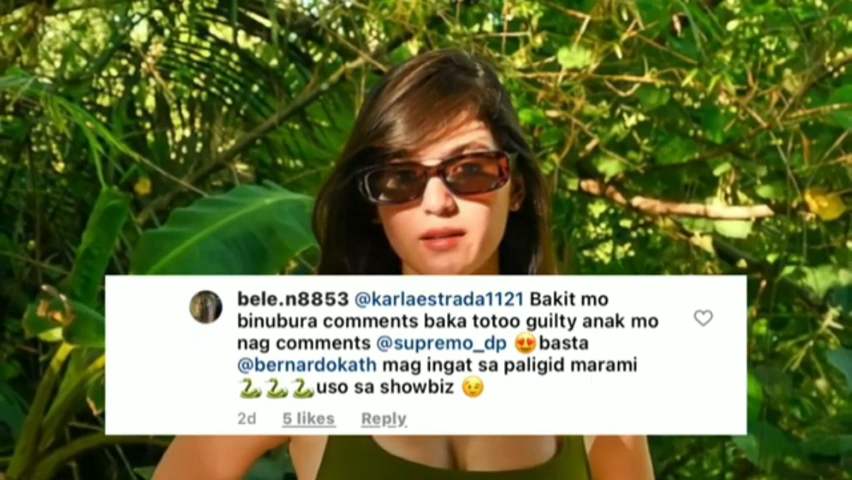 bele.n8853 @karlaestrada1121 Bakit mo
binubura comments baka totoo guilty anak mo
nag comments @supremo_dp 😍basta
@bernardokath mag ingat sa paligid marami
🐍🐍🐍uso sa showbiz 😉
2d 5 likes Reply